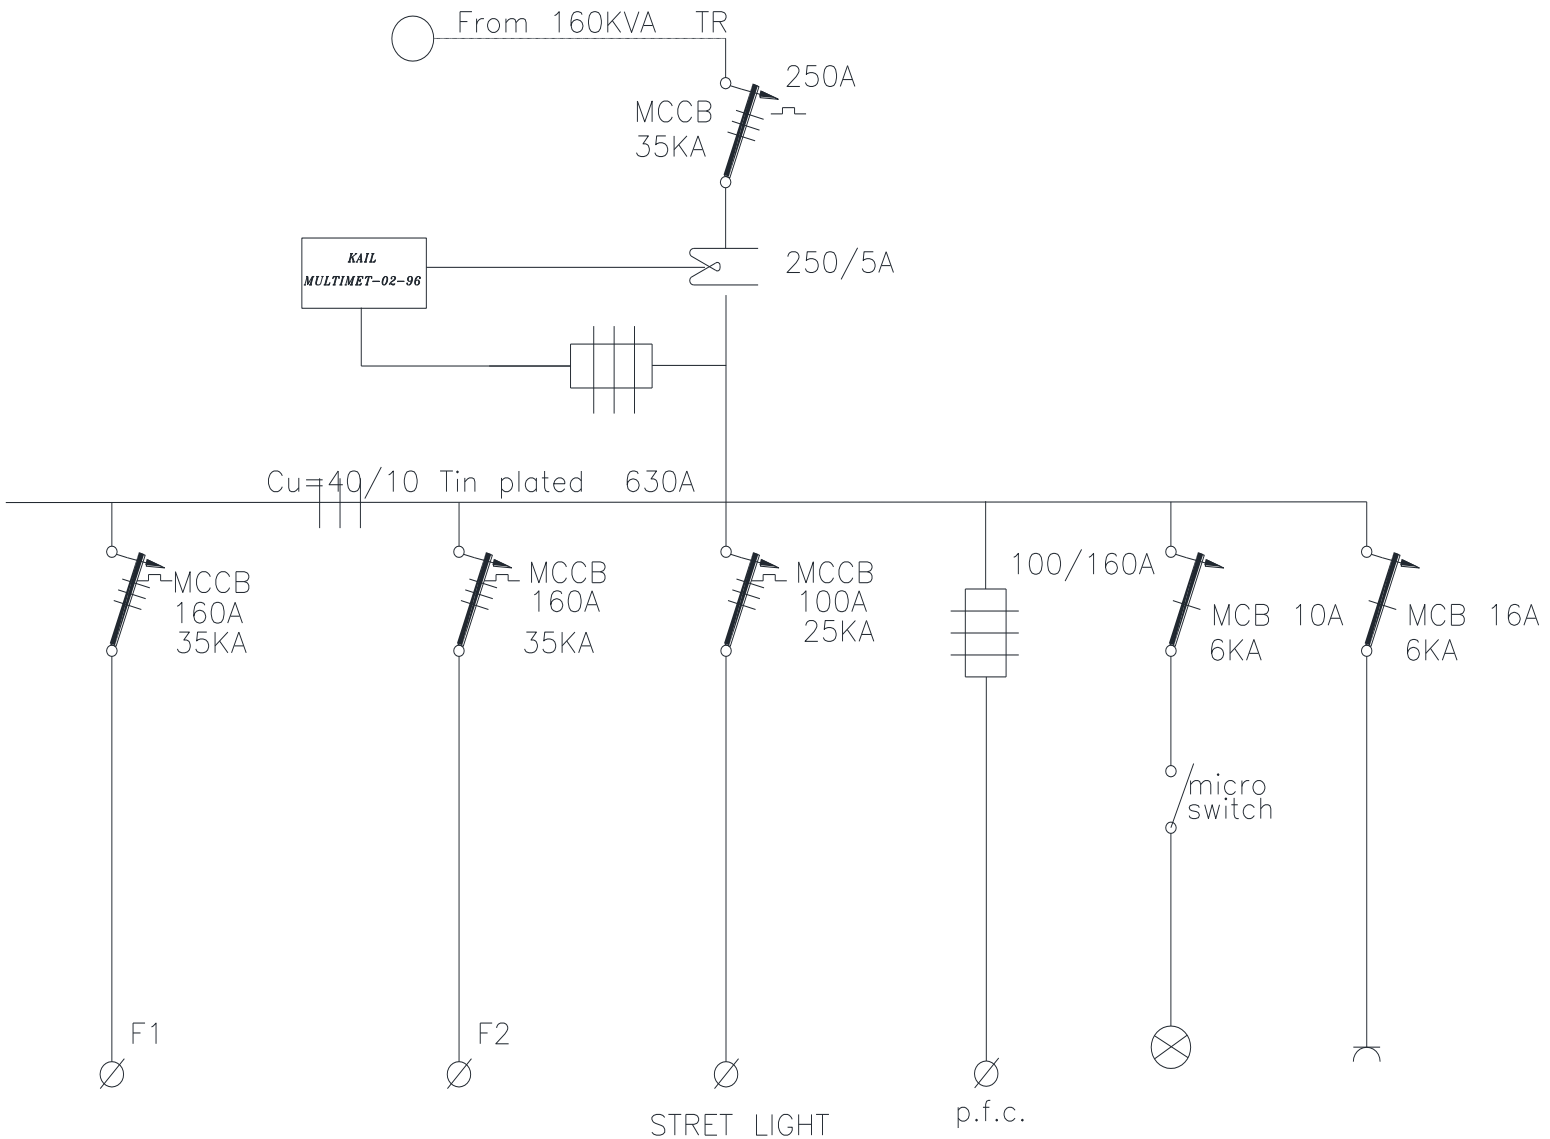 From 160KVA TR
250A
MCCB
35KA
KAIL
MULTIMET-02-96
250/5A
Cu=40/10 Tin plated 630A
MCCB
160A
35KA
MCCB
160A
35KA
MCCB
100A
25KA
100/160A
MCB 10A
6KA
MCB 16A
6KA
micro
switch
F1
F2
STRET LIGHT
p.f.c.